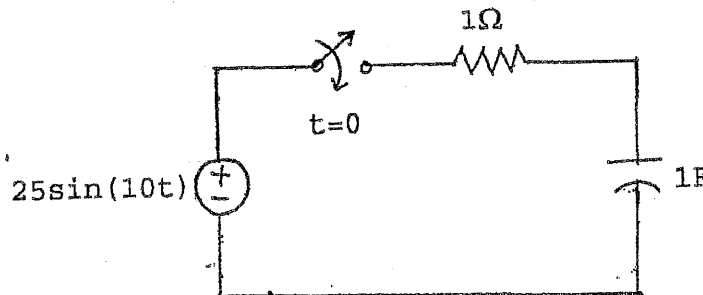 1Ω
t=0
25sin(10t)
+
−
1F